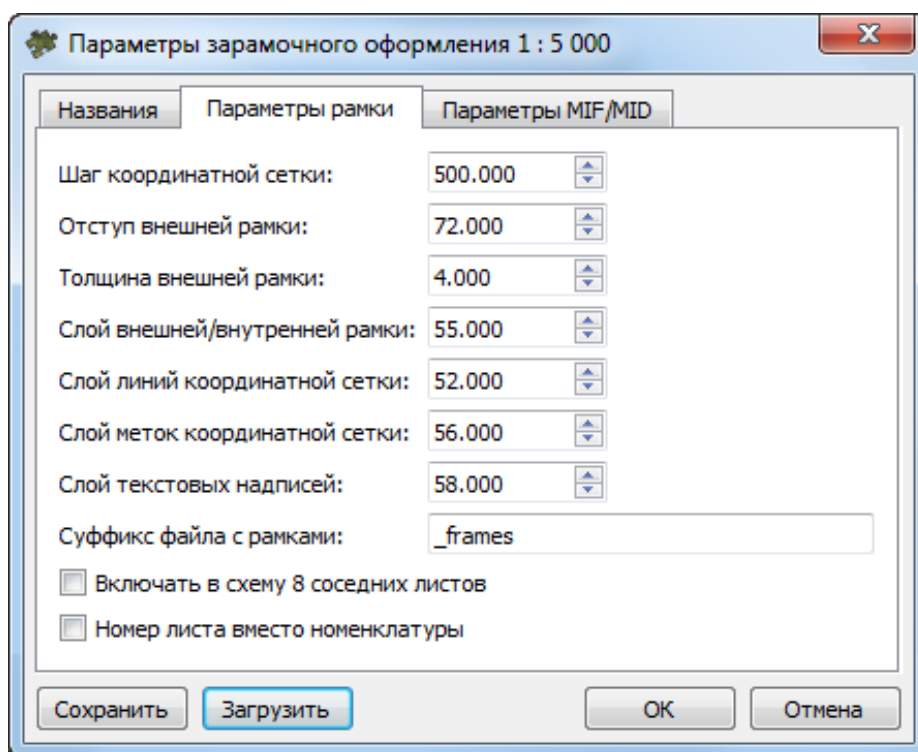 Параметры зарамочного оформления 1 : 5 000
Названия Параметры рамки Параметры MIF/MID
Шаг координатной сетки: 500.000
Отступ внешней рамки: 72.000
Толщина внешней рамки: 4.000
Слой внешней/внутренней рамки: 55.000
Слой линий координатной сетки: 52.000
Слой меток координатной сетки: 56.000
Слой текстовых надписей: 58.000
Суффикс файла с рамками: _frames
Включать в схему 8 соседних листов
Номер листа вместо номенклатуры
Сохранить Загрузить ОК Отмена